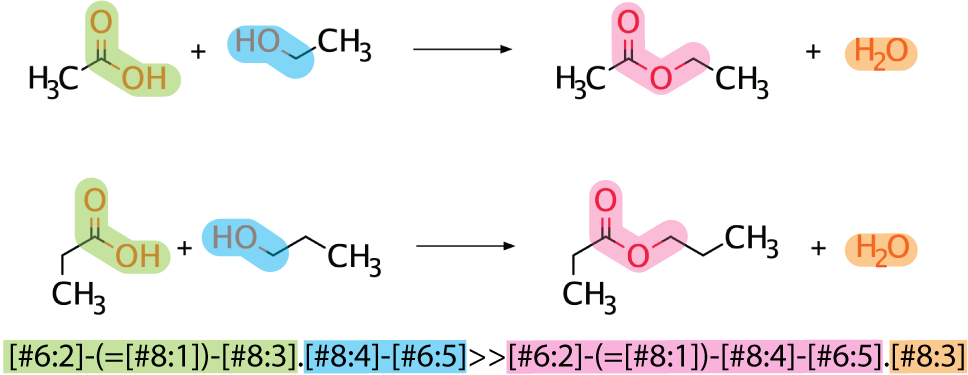 O O
H₃C OH + HO CH₃ H₃C O CH₃ + H₂O
O O
OH + HO CH₃ O CH₃ + H₂O
CH₃ CH₃
[#6:2]-(=[#8:1])-[#8:3].[#8:4]-[#6:5]>>[#6:2]-(=[#8:1])-[#8:4]-[#6:5].[#8:3]